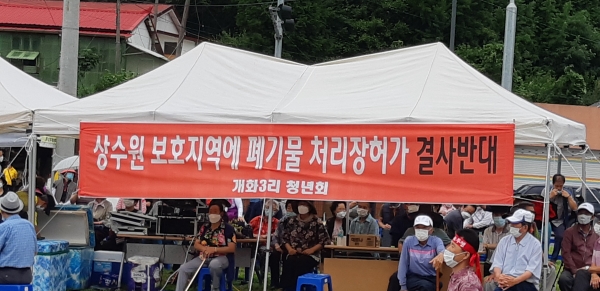 상수원 보호지역에 폐기물 처리장허가 결사반대
개화3리 청년회